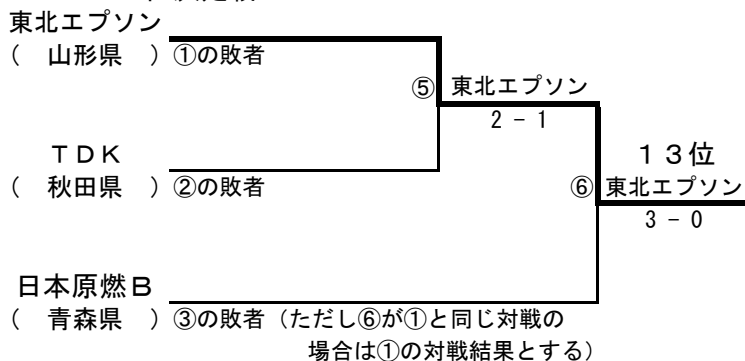 東北エプソン
（　山形県　）①の敗者
⑤ 東北エプソン
2 - 1
ＴＤＫ
（　秋田県　）②の敗者
１３位
⑥ 東北エプソン
3 - 0
日本原燃Ｂ
（　青森県　）③の敗者（ただし⑥が①と同じ対戦の
場合は①の対戦結果とする）